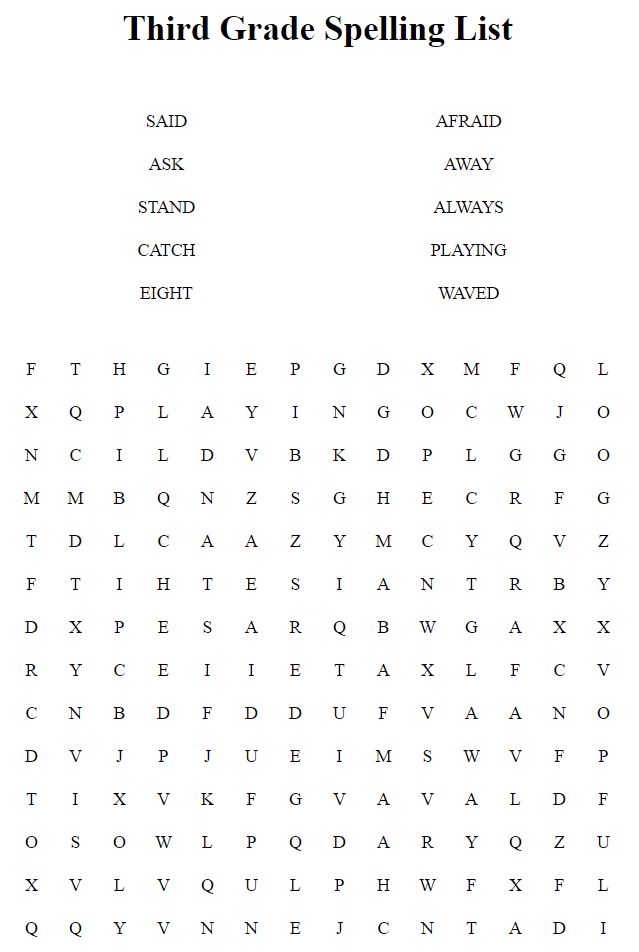 Third Grade Spelling List
SAID AFRAID
ASK AWAY
STAND ALWAYS
CATCH PLAYING
EIGHT WAVED
F T H G I E P G D X M F Q L
X Q P L A Y I N G O C W J O
N C I L D V B K D P L G G O
M M B Q N Z S G H E C R F G
T D L C A A Z Y M C Y Q V Z
F T I H T E S I A N T R B Y
D X P E S A R Q B W G A X X
R Y C E I I E T A X L F C V
C N B D F D D U F V A A N O
D V J P J U E I M S W V F P
T I X V K F G V A V A L D F
O S O W L P Q D A R Y Q Z U
X V L V Q U L P H W F X F L
Q Q Y V N N E J C N T A D I